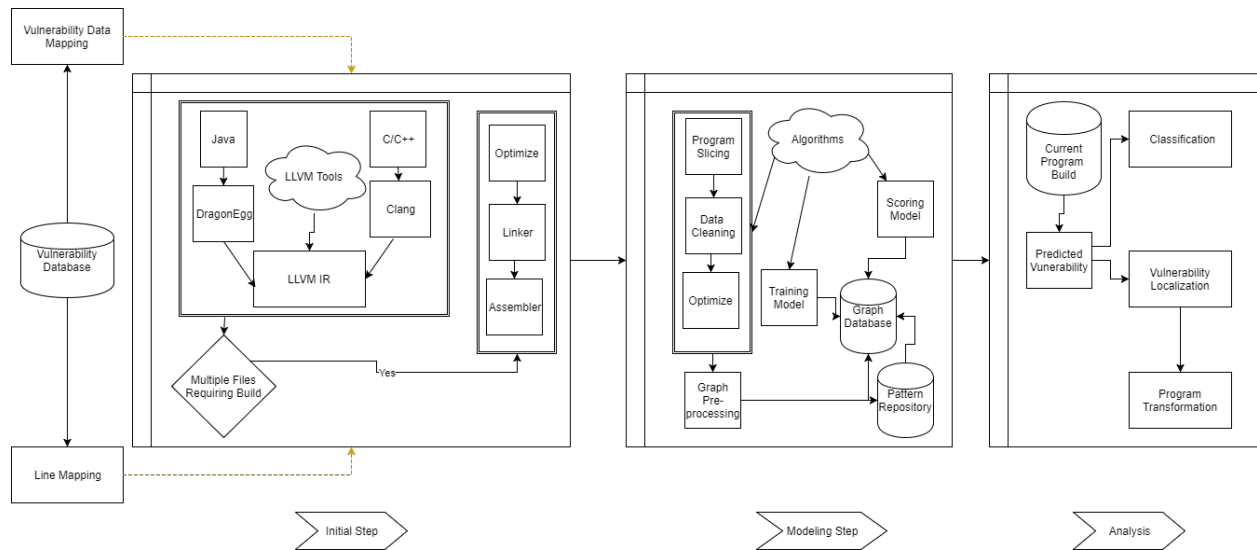 Vulnerability Data
Mapping
Vulnerability
Database
Line Mapping
Java
C/C++
LLVM Tools
DragonEgg
Clang
LLVM IR
Multiple Files
Requiring Build
Yes
Optimize
Linker
Assembler
Initial Step
Program
Slicing
Data
Cleaning
Optimize
Graph
Pre-
processing
Algorithms
Training
Model
Scoring
Model
Graph
Database
Pattern
Repository
Modeling Step
Current
Program
Build
Predicted
Vunerability
Classification
Vulnerability
Localization
Program
Transformation
Analysis